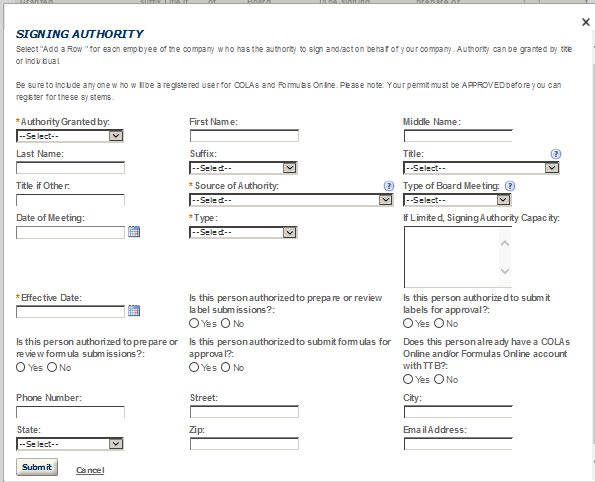 SIGNING AUTHORITY
Select "Add a Row" for each employee of the company who has the authority to sign and/act on behalf of your company. Authority can be granted by title
or individual.
Be sure to include anyone who will be a registered user for COLAs and Formulas Online. Please note: Your permit must be APPROVED before you can
register for these systems.
*Authority Granted by: First Name: Middle Name:
--Select--
Last Name: Suffix: Title: ?
--Select-- --Select--
Title if Other: * Source of Authority: ? Type of Board Meeting: ?
--Select-- --Select--
Date of Meeting: *Type: If Limited, Signing Authority Capacity:
--Select--
*Effective Date: Is this person authorized to prepare or review Is this person authorized to submit
label submissions?: labels for approval?:
Yes No Yes No
Is this person authorized to prepare or Is this person authorized to submit formulas for Does this person already have a COLAs
review formula submissions?: approval?: Online and/or Formulas Online account
Yes No Yes No with TTB?:
Yes No
Phone Number: Street: City:
State: Zip: Email Address:
--Select--
Submit Cancel